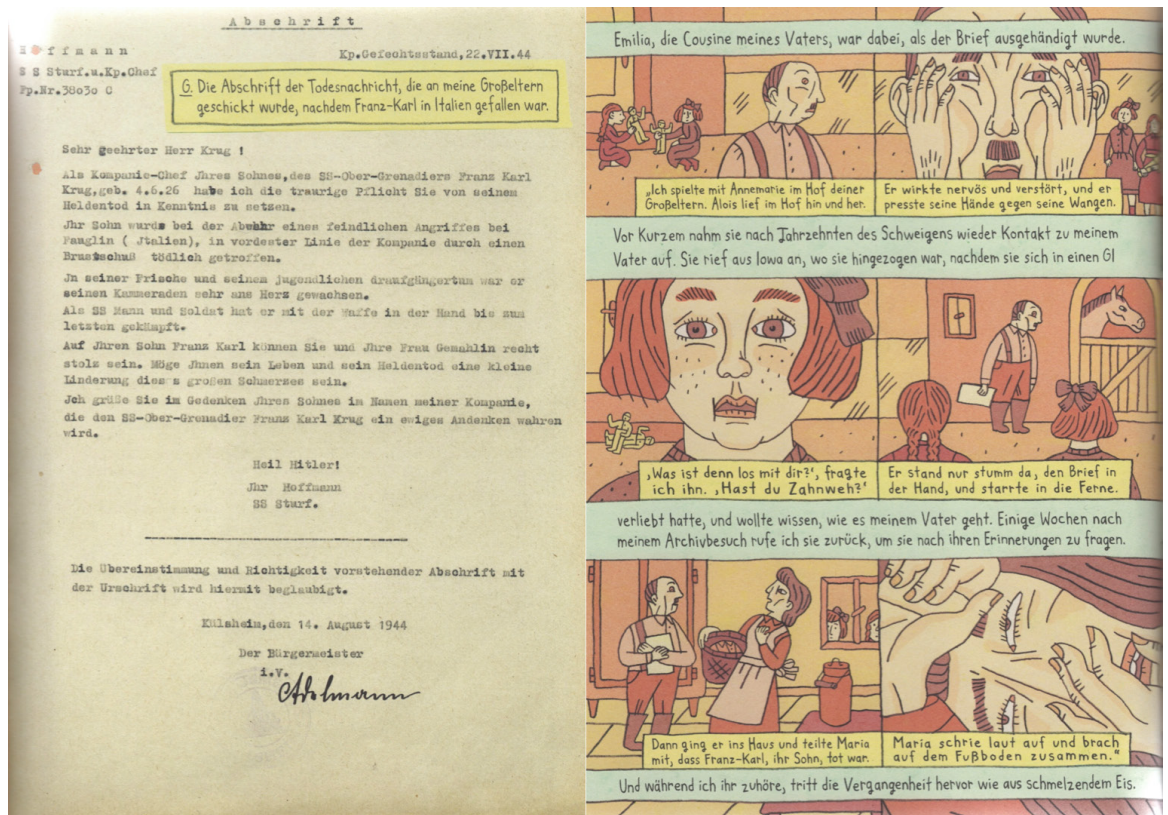 Abschrift
Hoffmann
Kp.Gefechtsstand,22.VII.44
SS Sturf.u.Kp.Chef
Fp.Nr.38030 C
G. Die Abschrift der Todesnachricht, die an meine Großeltern
geschickt wurde, nachdem Franz-Karl in Italien gefallen war.
Sehr geehrter Herr Krug !
Als Kompanie-Chef Jhres Sohnes,des SS-Ober-Grenadiers Franz Karl
Krug,geb. 4.6.26 habe ich die traurige Pflicht Sie von seinem
Heldentod in Kenntnis zu setzen.
Jhr Sohn wurde bei der Abwehr eines feindlichen Angriffes bei
Fauglin ( Jtalien), in vorderster Linie der Kompanie durch einen
Brustschuß tödlich getroffen.
Jn seiner Frische und seinem jugendlichen draufgängertum war er
seinen Kammeraden sehr ans Herz gewachsen.
Als SS Mann und Soldat hat er mit der Waffe in der Hand bis zum
letzten gekämpft.
Auf Jhren Sohn Franz Karl können Sie und Jhre Frau Gemahlin recht
stolz sein. Möge Jhnen sein Leben und sein Heldentod eine kleine
Linderung dies s großen Schmerzes sein.
Jch grüße Sie im Gedenken Jhres Sohnes im Namen meiner Kompanie,
die den SS-Ober-Grenadier Franz Karl Krug ein ewiges Andenken wahren
wird.
Heil Hitler!
Jhr Hoffmann
SS Sturf.
Die Übereinstimmung und Richtigkeit vorstehender Abschrift mit
der Urschrift wird hiermit beglaubigt.
Külsheim,den 14. August 1944
Der Bürgermeister
i.V.
Adelmann
Emilia, die Cousine meines Vaters, war dabei, als der Brief ausgehändigt wurde.
„Ich spielte mit Annemarie im Hof deiner
Großeltern. Alois lief im Hof hin und her.
Er wirkte nervös und verstört, und er
presste seine Hände gegen seine Wangen.
Vor Kurzem nahm sie nach Jahrzehnten des Schweigens wieder Kontakt zu meinem
Vater auf. Sie rief aus Iowa an, wo sie hingezogen war, nachdem sie sich in einen GI
‚Was ist denn los mit dir?‘, fragte
ich ihn. ‚Hast du Zahnweh?‘
Er stand nur stumm da, den Brief in
der Hand, und starrte in die Ferne.
verliebt hatte, und wollte wissen, wie es meinem Vater geht. Einige Wochen nach
meinem Archivbesuch rufe ich sie zurück, um sie nach ihren Erinnerungen zu fragen.
Dann ging er ins Haus und teilte Maria
mit, dass Franz-Karl, ihr Sohn, tot war.
Maria schrie laut auf und brach
auf dem Fußboden zusammen.“
Und während ich ihr zuhöre, tritt die Vergangenheit hervor wie aus schmelzendem Eis.